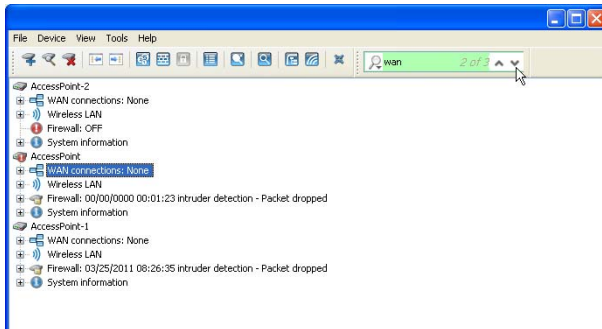 File Device View Tools Help
wan 2 of 3
AccessPoint-2
WAN connections: None
Wireless LAN
Firewall: OFF
System information
AccessPoint
WAN connections: None
Wireless LAN
Firewall: 00/00/0000 00:01:23 intruder detection - Packet dropped
System information
AccessPoint-1
WAN connections: None
Wireless LAN
Firewall: 03/25/2011 08:26:35 intruder detection - Packet dropped
System information